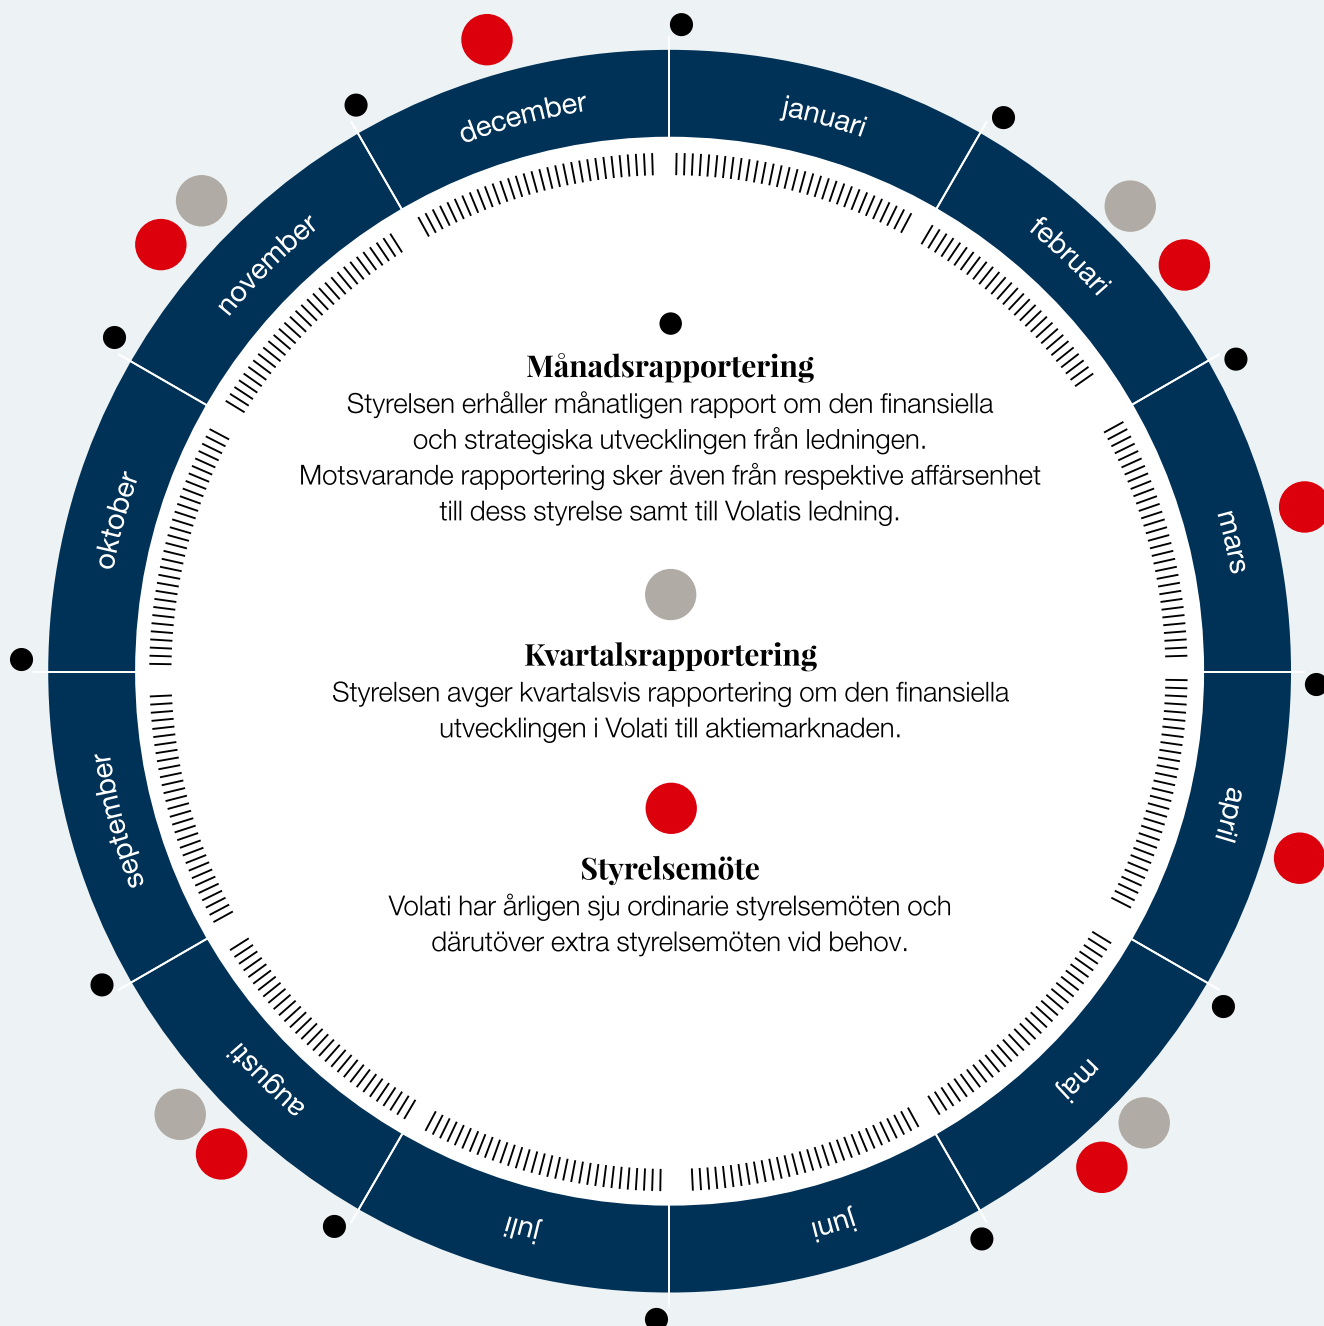 januari
februari
mars
april
maj
juni
juli
augusti
september
oktober
november
december
Månadsrapportering
Styrelsen erhåller månatligen rapport om den finansiella
och strategiska utvecklingen från ledningen.
Motsvarande rapportering sker även från respektive affärsenhet
till dess styrelse samt till Volatis ledning.
Kvartalsrapportering
Styrelsen avger kvartalsvis rapportering om den finansiella
utvecklingen i Volati till aktiemarknaden.
Styrelsemöte
Volati har årligen sju ordinarie styrelsemöten och
därutöver extra styrelsemöten vid behov.